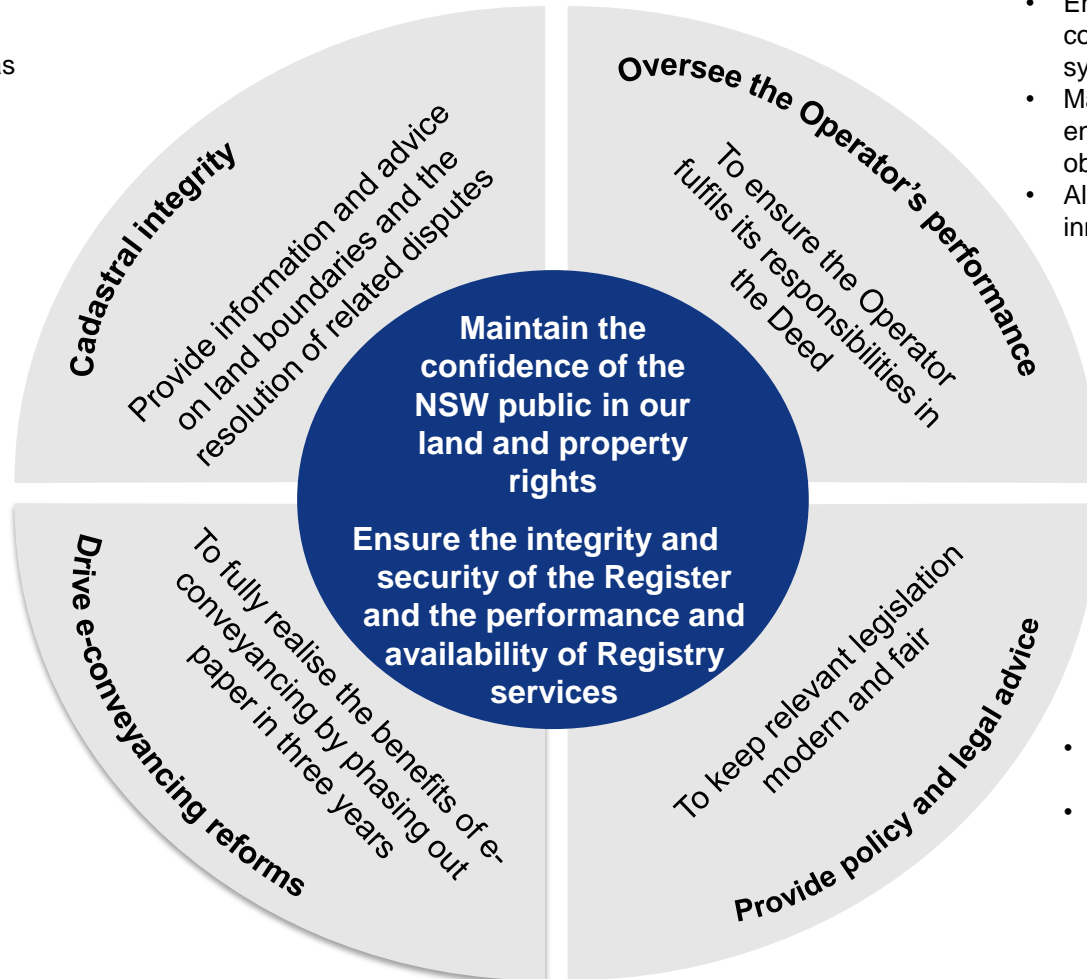 Cadastral integrity
Provide information and advice
on land boundaries and the
resolution of related disputes
Oversee the Operator's performance
To ensure the Operator
fulfils its responsibilities in
the Deed
Maintain the
confidence of the
NSW public in our
land and property
rights
Ensure the integrity and
security of the Register
and the performance and
availability of Registry
services
Drive e-conveyancing reforms
To fully realise the benefits of e-
conveyancing by phasing out
paper in three years
To keep relevant legislation
modern and fair
Provide policy and legal advice